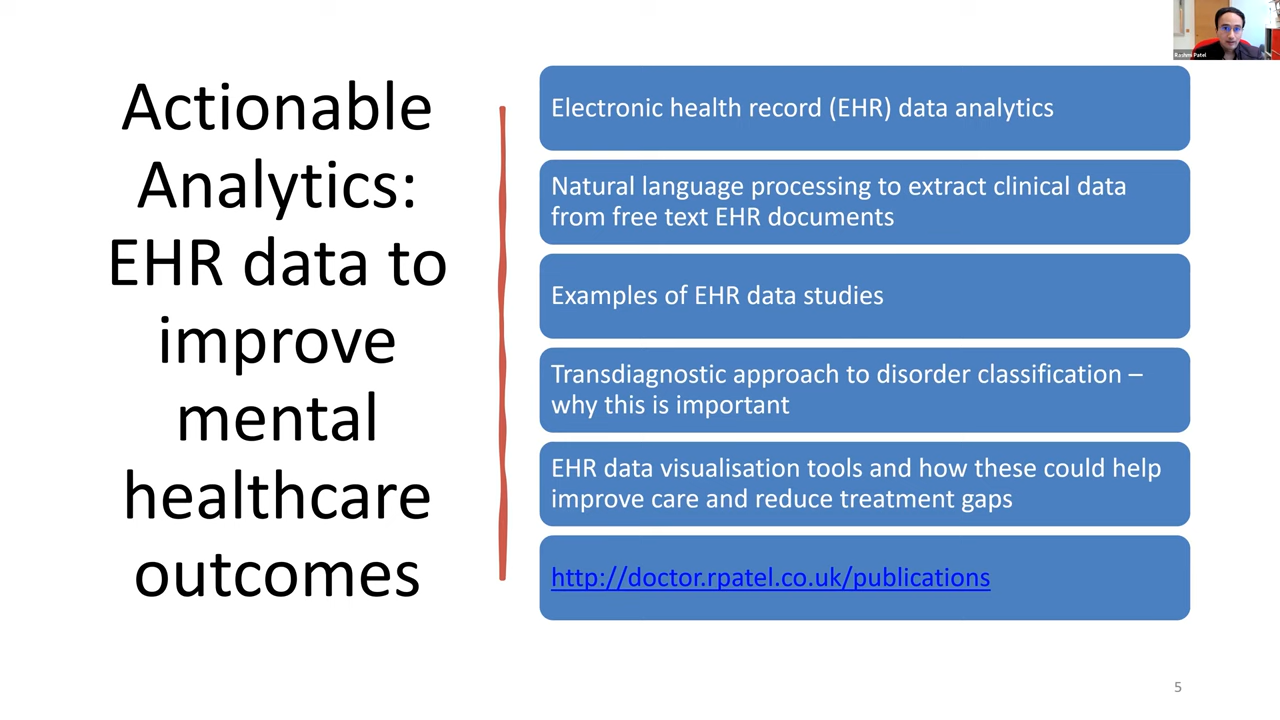 Actionable
Analytics:
EHR data to
improve
mental
healthcare
outcomes
Electronic health record (EHR) data analytics
Natural language processing to extract clinical data
from free text EHR documents
Examples of EHR data studies
Transdiagnostic approach to disorder classification –
why this is important
EHR data visualisation tools and how these could help
improve care and reduce treatment gaps
http://doctor.rpatel.co.uk/publications
Rashmi Patel
5